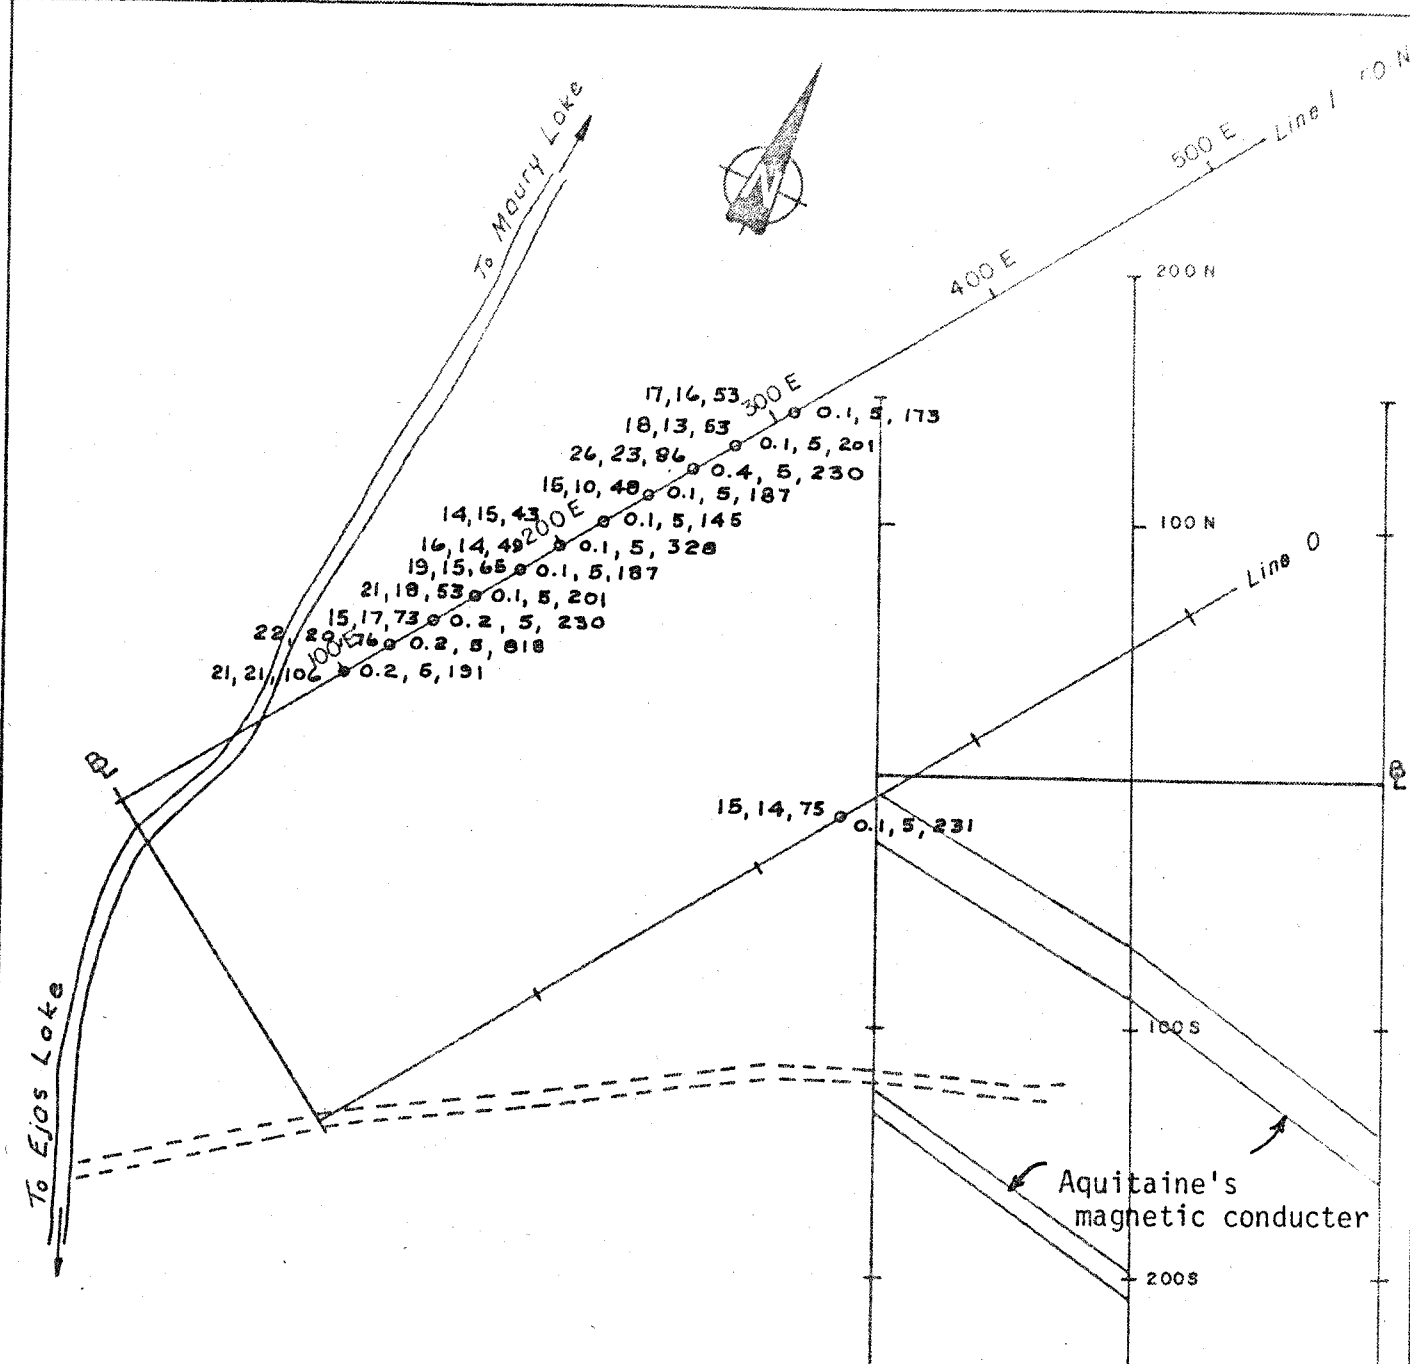 To Maury Lake
Line 1
0 N
500 E
400 E
200 N
300 E
17, 16, 53
0.1, 5, 173
18, 13, 53
0.1, 5, 201
26, 23, 86
0.4, 5, 230
15, 10, 48
0.1, 5, 187
200 E
14, 15, 43
0.1, 5, 145
100 N
16, 14, 49
0.1, 5, 328
19, 15, 65
0.1, 5, 187
Line 0
21, 18, 53
0.1, 5, 201
15, 17, 73
0.2, 5, 230
22, 20, 76
0.2, 5, 818
100 E
21, 21, 106
0.2, 5, 191
BL
BL
15, 14, 75
0.1, 5, 231
To Ejas Lake
100S
Aquitaine's
magnetic conducter
200S